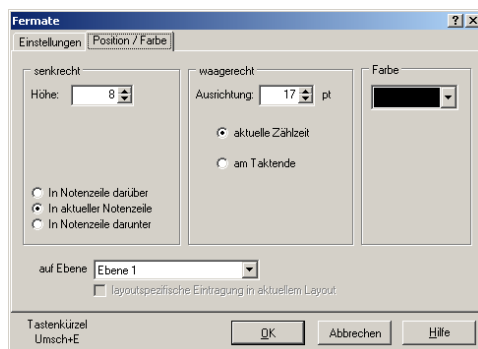 Fermate
Einstellungen Position / Farbe
senkrecht
Höhe: 8
In Notenzeile darüber
In aktueller Notenzeile
In Notenzeile darunter
waagerecht
Ausrichtung: 17 pt
aktuelle Zählzeit
am Taktende
Farbe
auf Ebene Ebene 1
layoutspezifische Eintragung in aktuellem Layout
Tastenkürzel
Umsch+E
OK Abbrechen Hilfe